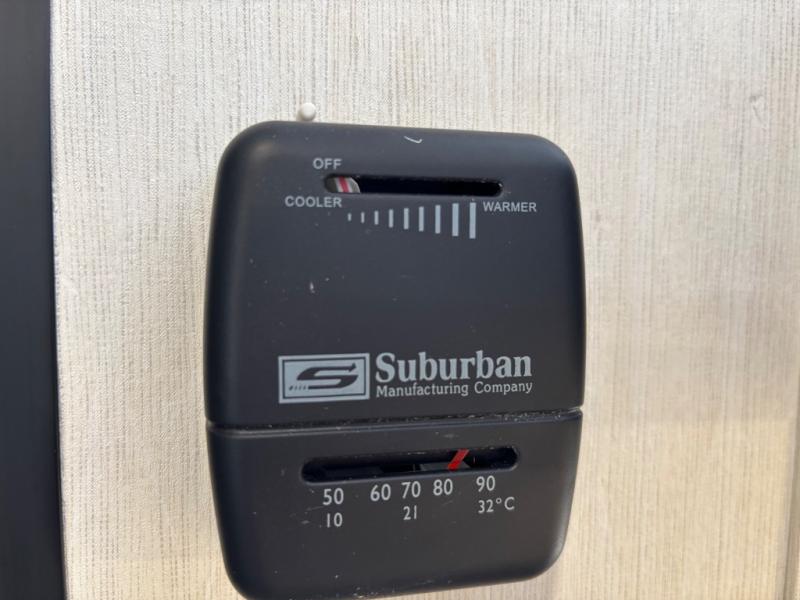 OFF
COOLER WARMER
S Suburban
Manufacturing Company
50 60 70 80 90
10 21 32°C